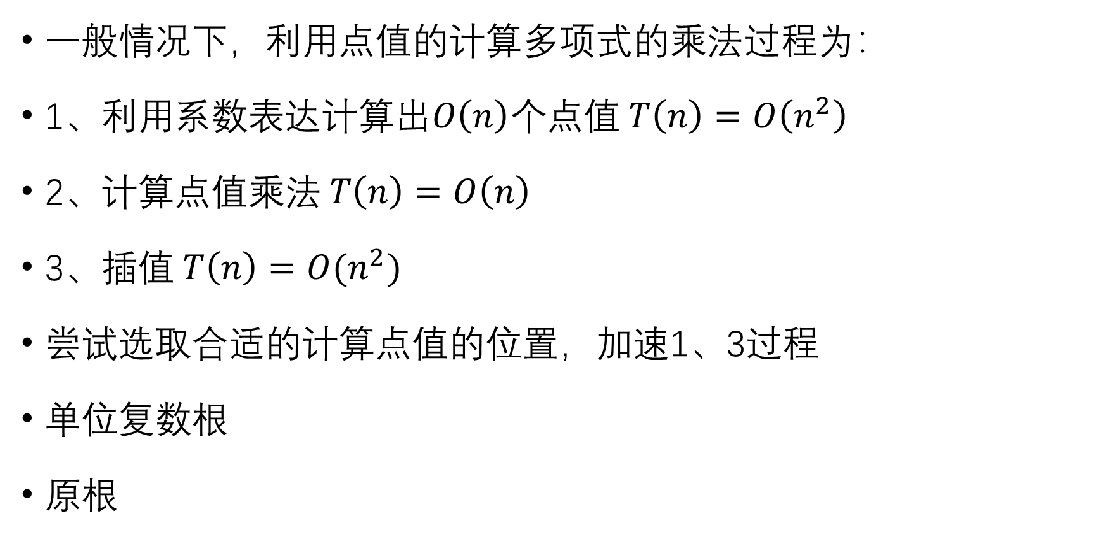 • 一般情况下，利用点值的计算多项式的乘法过程为：
• 1、利用系数表达计算出O(n)个点值 T(n) = O(n²)
• 2、计算点值乘法 T(n) = O(n)
• 3、插值 T(n) = O(n²)
• 尝试选取合适的计算点值的位置，加速1、3过程
• 单位复数根
• 原根